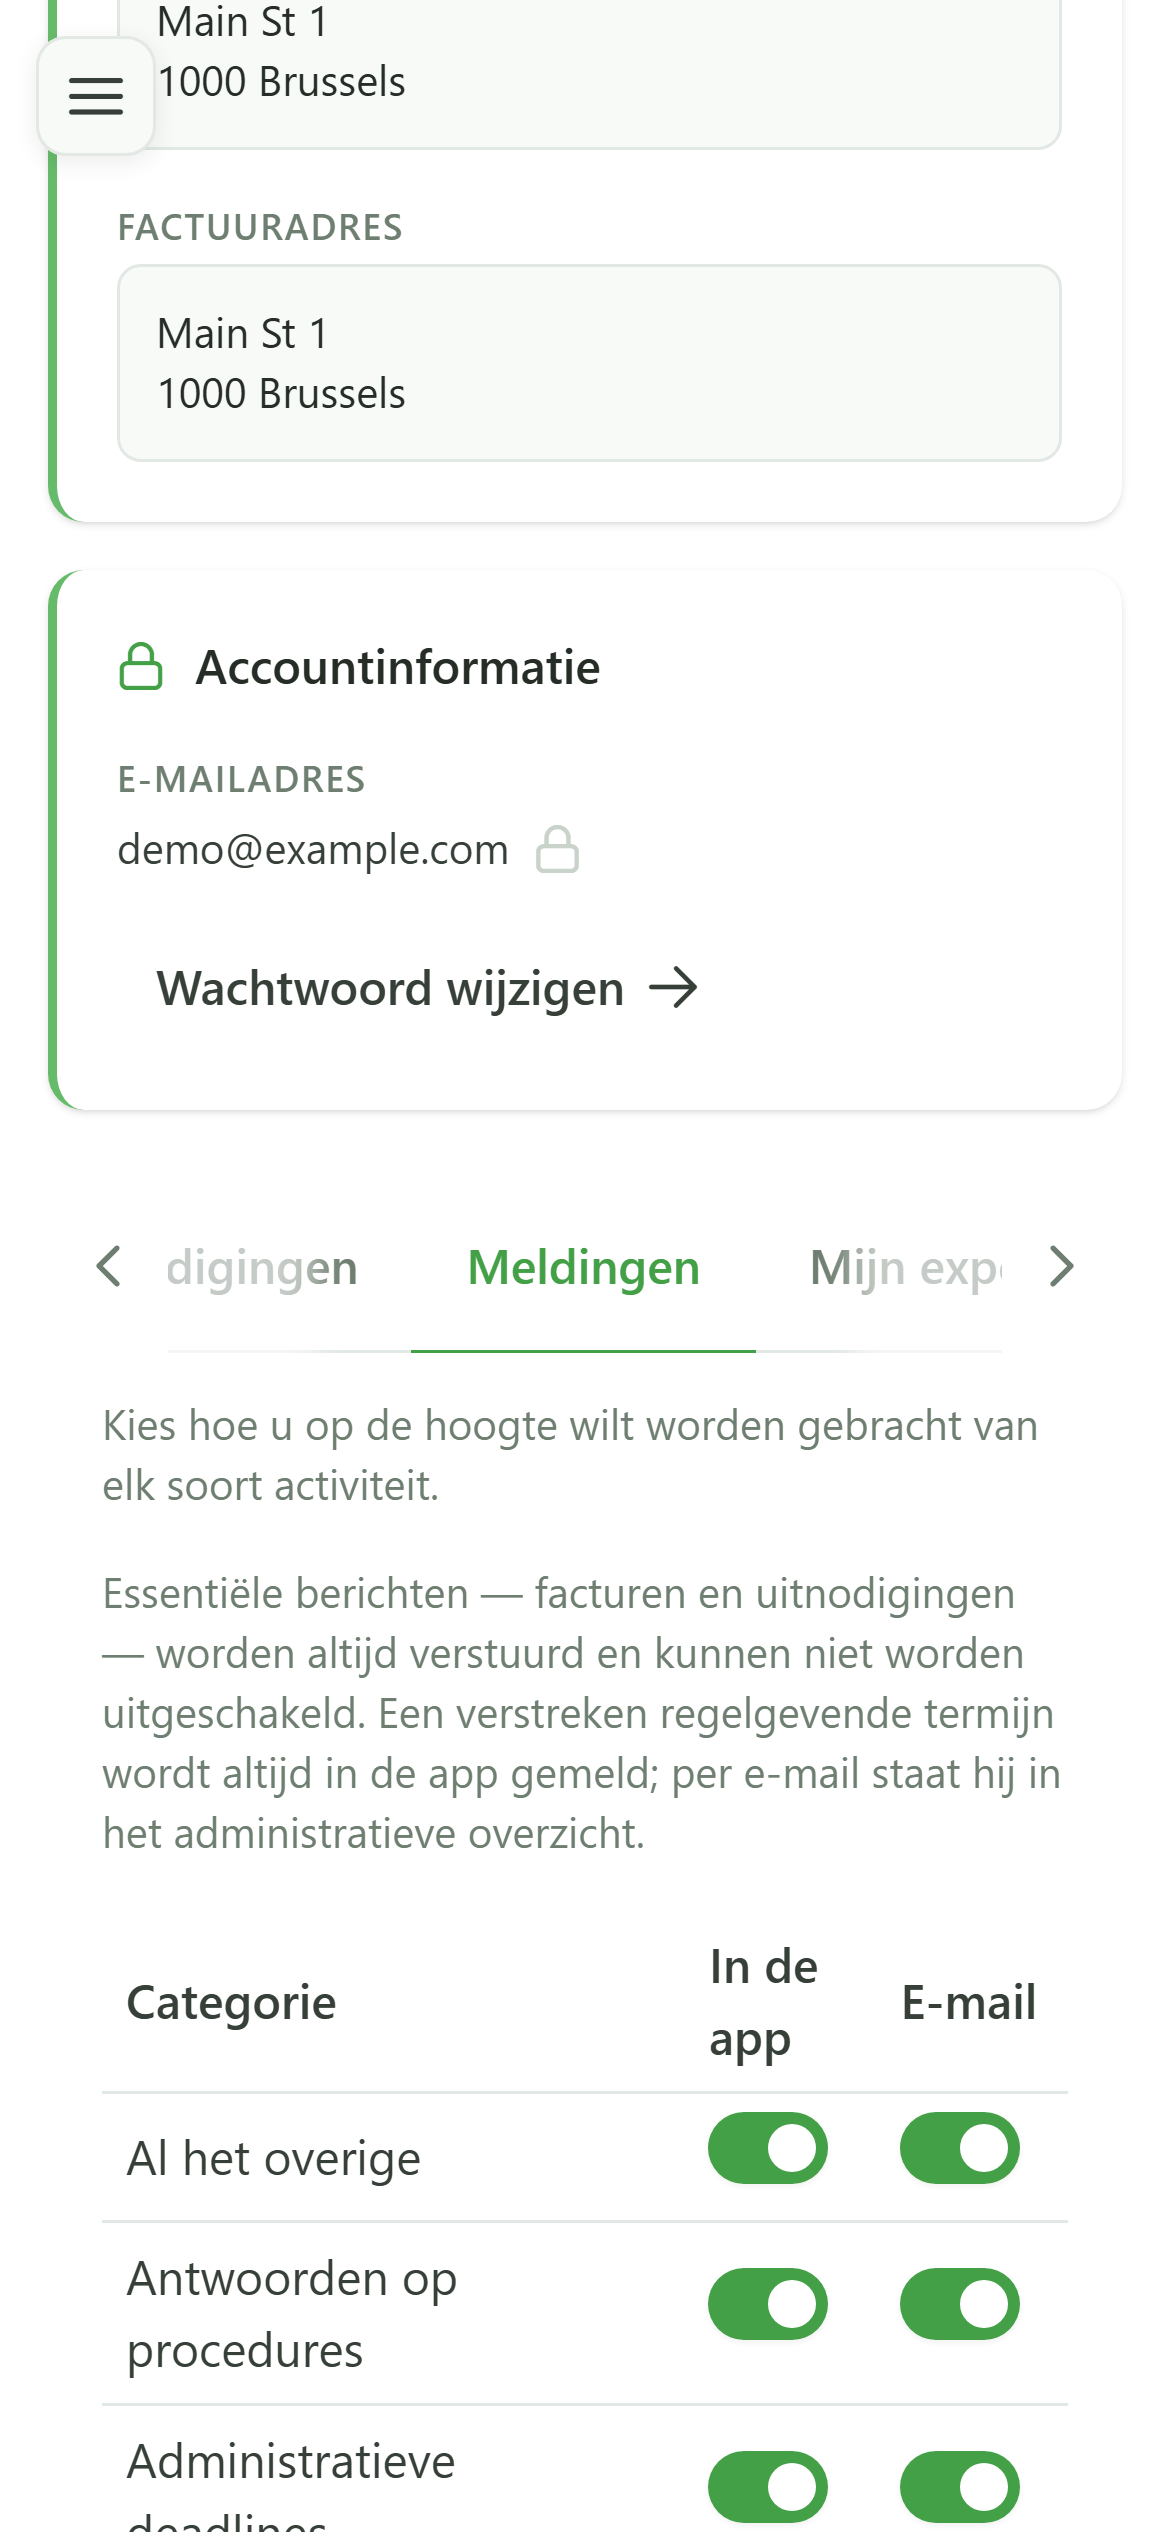 Main St 1
1000 Brussels
FACTUURADRES
Main St 1
1000 Brussels
Accountinformatie
E-MAILADRES
demo@example.com
Wachtwoord wijzigen
digingen Meldingen Mijn exp
Kies hoe u op de hoogte wilt worden gebracht van
elk soort activiteit.
Essentiële berichten — facturen en uitnodigingen
— worden altijd verstuurd en kunnen niet worden
uitgeschakeld. Een verstreken regelgevende termijn
wordt altijd in de app gemeld; per e-mail staat hij in
het administratieve overzicht.
Categorie In de app E-mail
Al het overige
Antwoorden op
procedures
Administratieve
deadlines